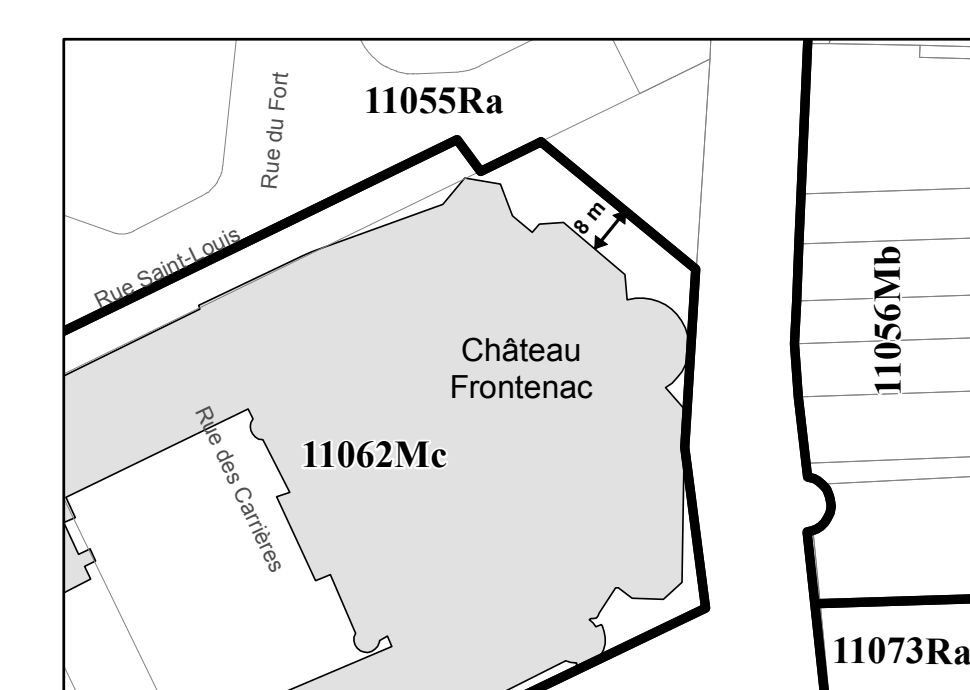 11055Ra
Rue du Fort
8 m
Rue Saint-Louis
11056Mb
Château
Frontenac
Rue des Carrières
11062Mc
11073Ra